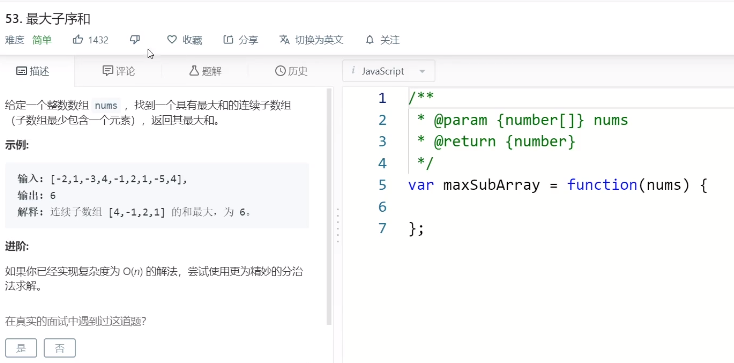 53. 最大子序和
难度 简单 1432 收藏 分享 切换为英文 关注
描述 评论 题解 历史
i JavaScript
给定一个整数数组 nums ，找到一个具有最大和的连续子数组
（子数组最少包含一个元素），返回其最大和。
示例:
输入: [-2,1,-3,4,-1,2,1,-5,4],
输出: 6
解释: 连续子数组 [4,-1,2,1] 的和最大，为 6。
进阶:
如果你已经实现复杂度为 O(n) 的解法，尝试使用更为精妙的分治
法求解。
在真实的面试中遇到过这道题?
是 否
1 /**
2 * @param {number[]} nums
3 * @return {number}
4 */
5 var maxSubArray = function(nums) {
6
7 };